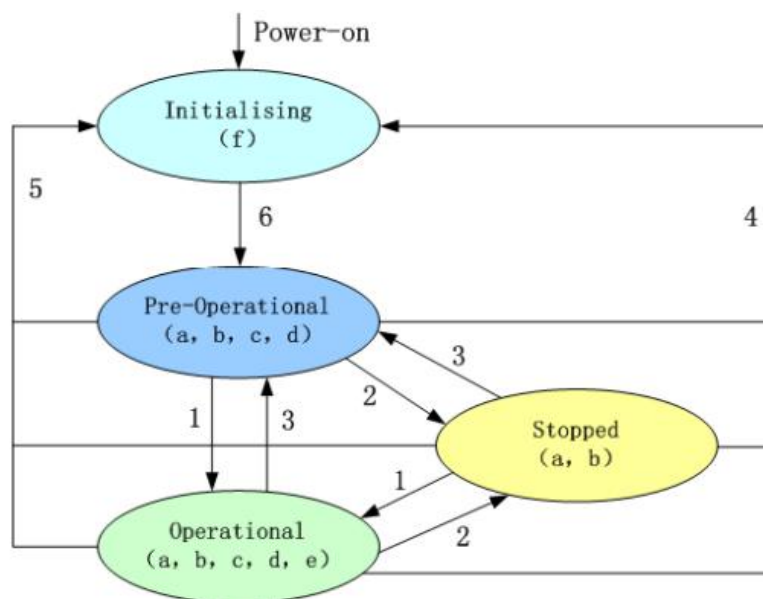 Power-on
Initialising
(f)
5
6
4
Pre-Operational
(a, b, c, d)
3
2
1
3
Stopped
(a, b)
1
Operational
(a, b, c, d, e)
2